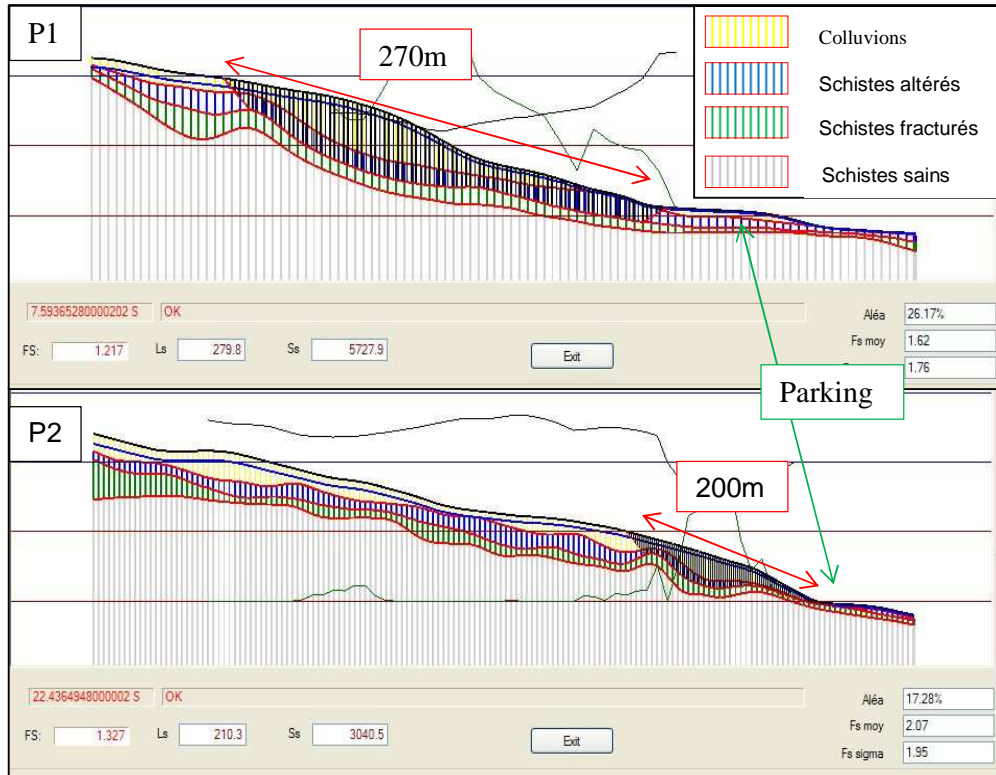 P1
270m
Colluvions
Schistes altérés
Schistes fracturés
Schistes sains
7.59365280000202 S OK
Aléa 26.17%
FS: 1.217 Ls 279.8 Ss 5727.9 Exit
Fs moy 1.62
1.76
Parking
P2
200m
22.4364948000002 S OK
Aléa 17.28%
FS: 1.327 Ls 210.3 Ss 3040.5 Exit
Fs moy 2.07
Fs sigma 1.95